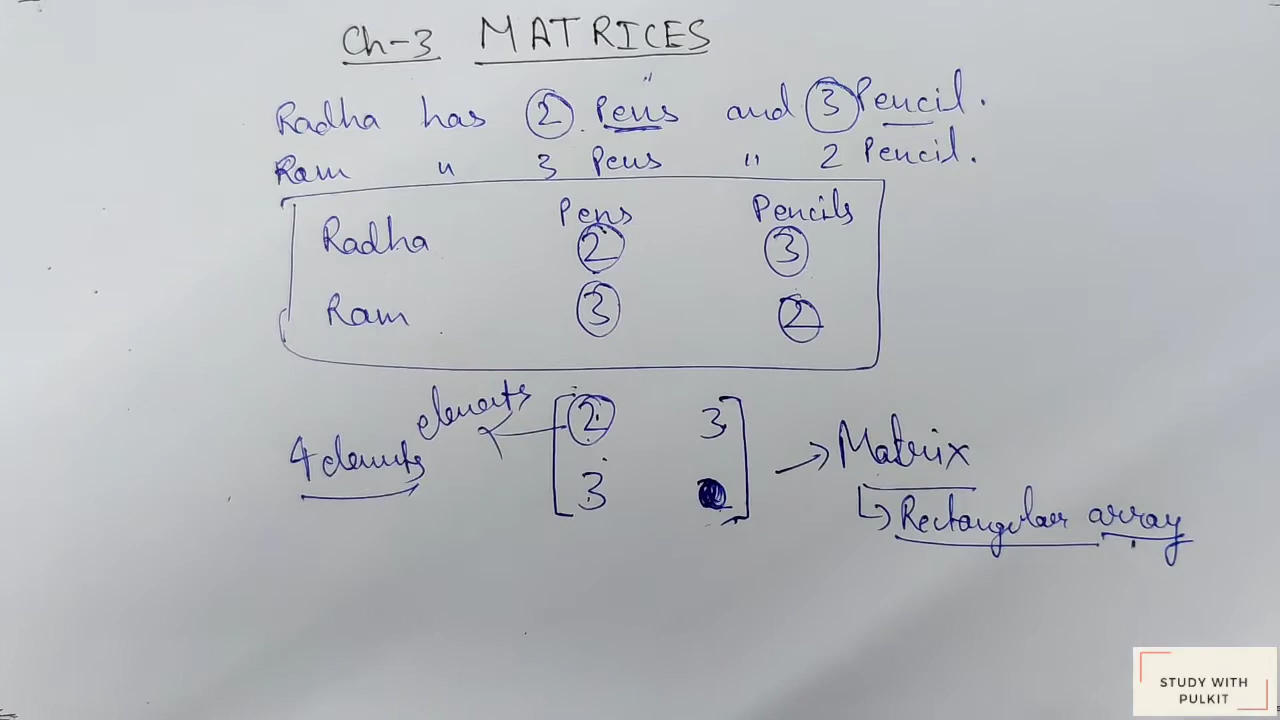 Ch-3 MATRICES
Radha has 2 Pens and 3 Pencil.
Ram " 3 Pens " 2 Pencil.
Pens Pencils
Radha 2 3
Ram 3 2
elements
4 elements
2 3
3
→ Matrix
↳ Rectangular array
STUDY WITH
PULKIT